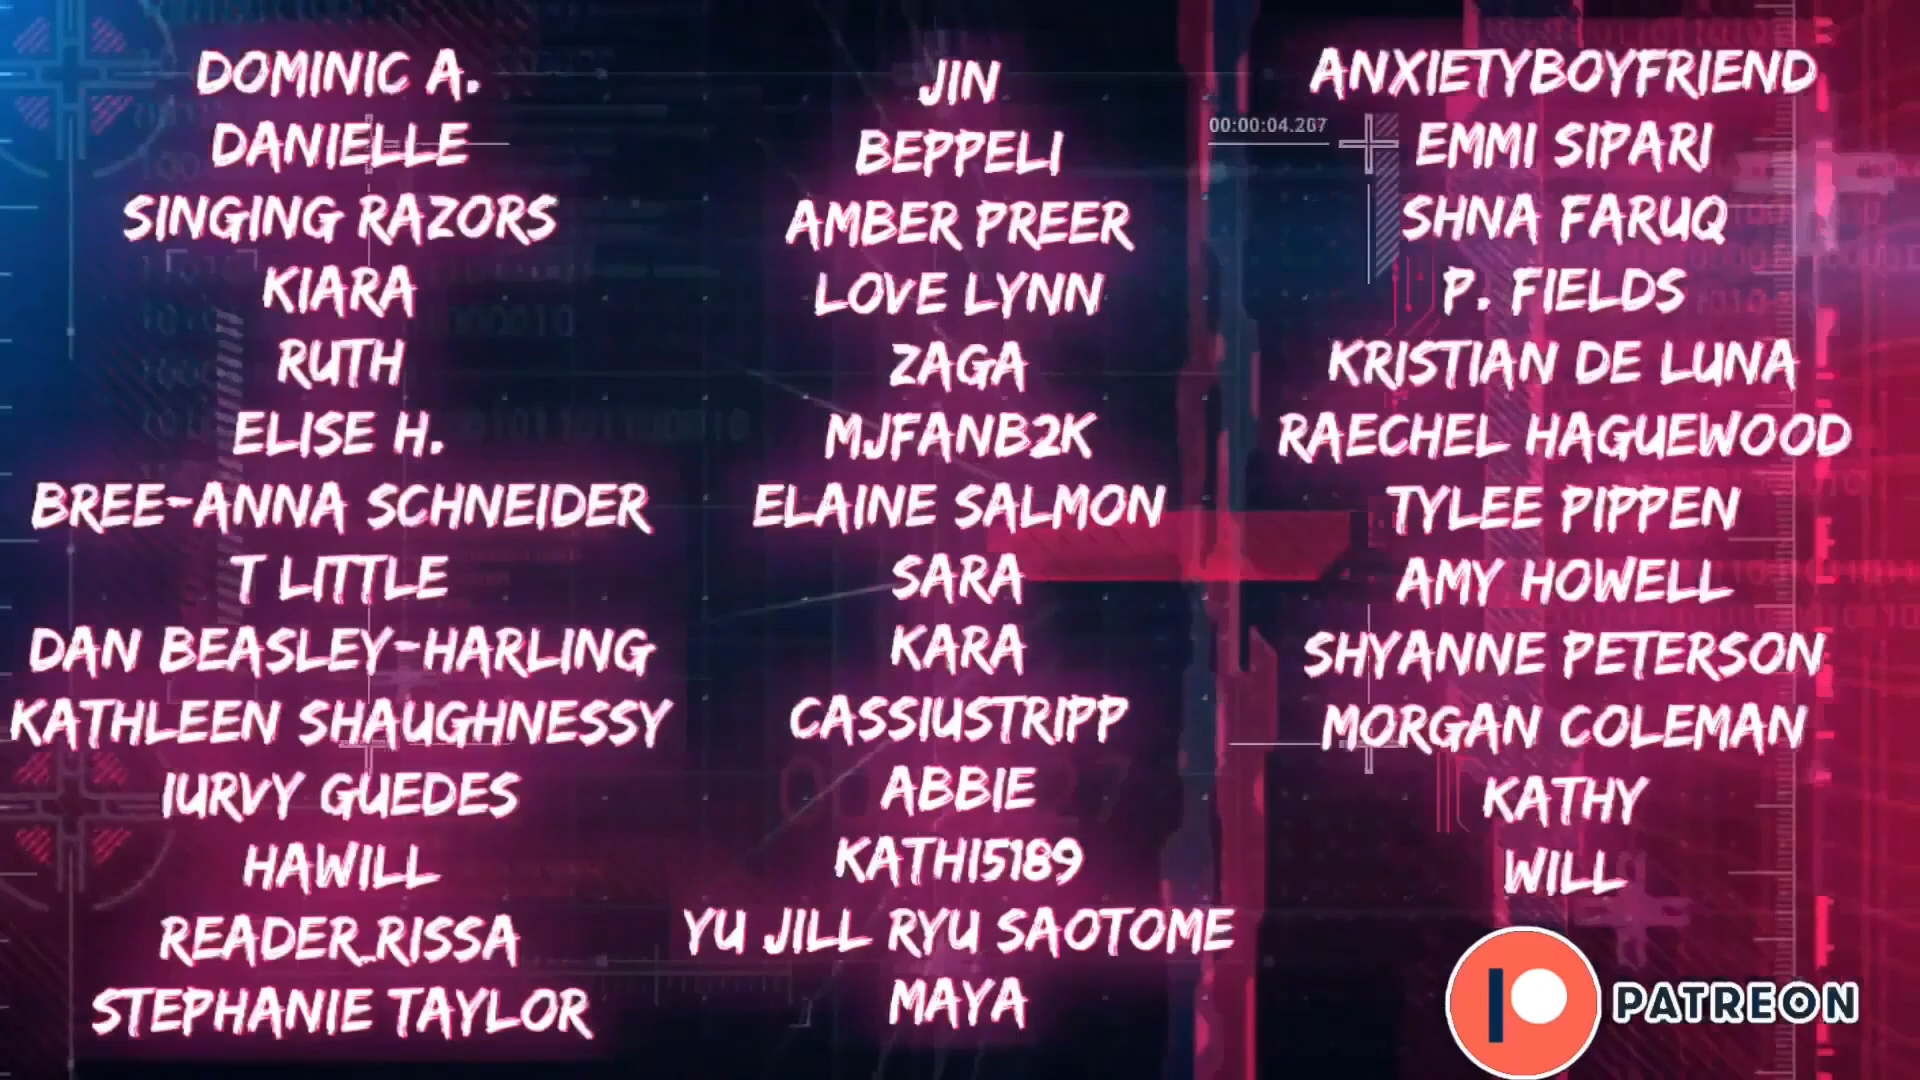 DOMINIC A.
DANIELLE
SINGING RAZORS
KIARA
RUTH
ELISE H.
BREE-ANNA SCHNEIDER
T LITTLE
DAN BEASLEY-HARLING
KATHLEEN SHAUGHNESSY
IURVY GUEDES
HAWILL
READER_RISSA
STEPHANIE TAYLOR
JIN
BEPPELI
AMBER PREER
LOVE LYNN
ZAGA
MJFANB2K
ELAINE SALMON
SARA
KARA
CASSIUSTRIPP
ABBIE
KATHI5189
YU JILL RYU SAOTOME
MAYA
00:00:04.207
ANXIETYBOYFRIEND
EMMI SIPARI
SHNA FARUQ
P. FIELDS
KRISTIAN DE LUNA
RAECHEL HAGUEWOOD
TYLEE PIPPEN
AMY HOWELL
SHYANNE PETERSON
MORGAN COLEMAN
KATHY
WILL
PATREON